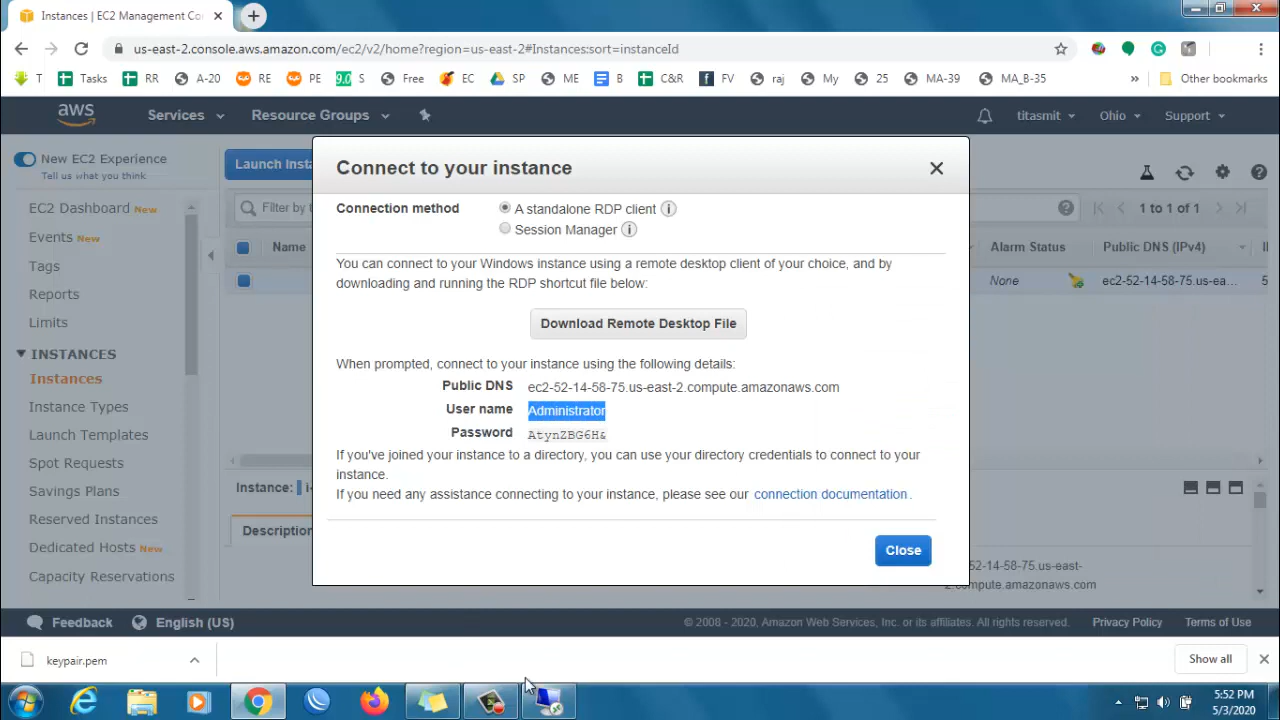 Instances | EC2 Management Co
us-east-2.console.aws.amazon.com/ec2/v2/home?region=us-east-2#Instances:sort=instanceId
T Tasks RR A-20 RE PE 9.0 S Free EC SP ME B C&R FV raj My 25 MA-39 MA_B-35 » Other bookmarks
aws Services Resource Groups titasmit Ohio Support
New EC2 Experience
Tell us what you think
EC2 Dashboard New
Events New
Tags
Reports
Limits
INSTANCES
Instances
Instance Types
Launch Templates
Spot Requests
Savings Plans
Reserved Instances
Dedicated Hosts New
Capacity Reservations
Launch Insta
Filter by
1 to 1 of 1
Name
Alarm Status Public DNS (IPv4)
None ec2-52-14-58-75.us-ea... 5
Connect to your instance
Connection method A standalone RDP client
Session Manager
You can connect to your Windows instance using a remote desktop client of your choice, and by
downloading and running the RDP shortcut file below:
Download Remote Desktop File
When prompted, connect to your instance using the following details:
Public DNS ec2-52-14-58-75.us-east-2.compute.amazonaws.com
User name Administrator
Password AtynZBG6H&
If you've joined your instance to a directory, you can use your directory credentials to connect to your
instance.
If you need any assistance connecting to your instance, please see our connection documentation.
Close
Instance: i-
Description
-52-14-58-75.us-east-
2.compute.amazonaws.com
Feedback English (US) © 2008 - 2020, Amazon Web Services, Inc. or its affiliates. All rights reserved. Privacy Policy Terms of Use
keypair.pem Show all
5:52 PM
5/3/2020